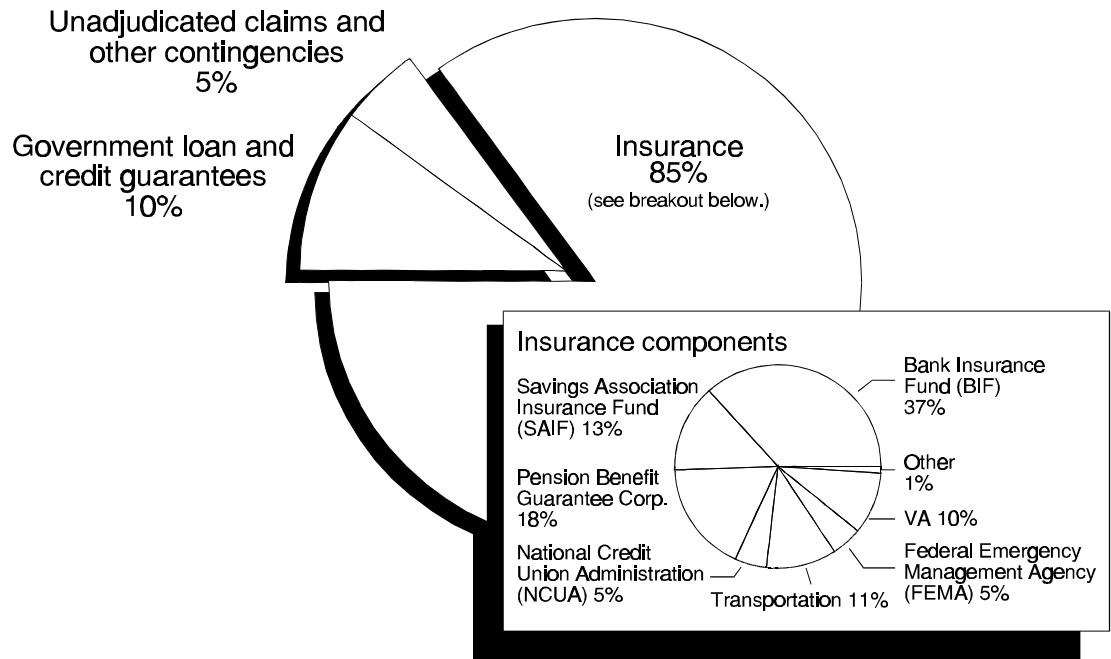 Unadjudicated claims and
other contingencies
5%
Government loan and
credit guarantees
10%
Insurance
85%
(see breakout below.)
Insurance components
Savings Association
Insurance Fund
(SAIF) 13%
Pension Benefit
Guarantee Corp.
18%
National Credit
Union Administration
(NCUA) 5%
Transportation 11%
Bank Insurance
Fund (BIF)
37%
Other
1%
VA 10%
Federal Emergency
Management Agency
(FEMA) 5%